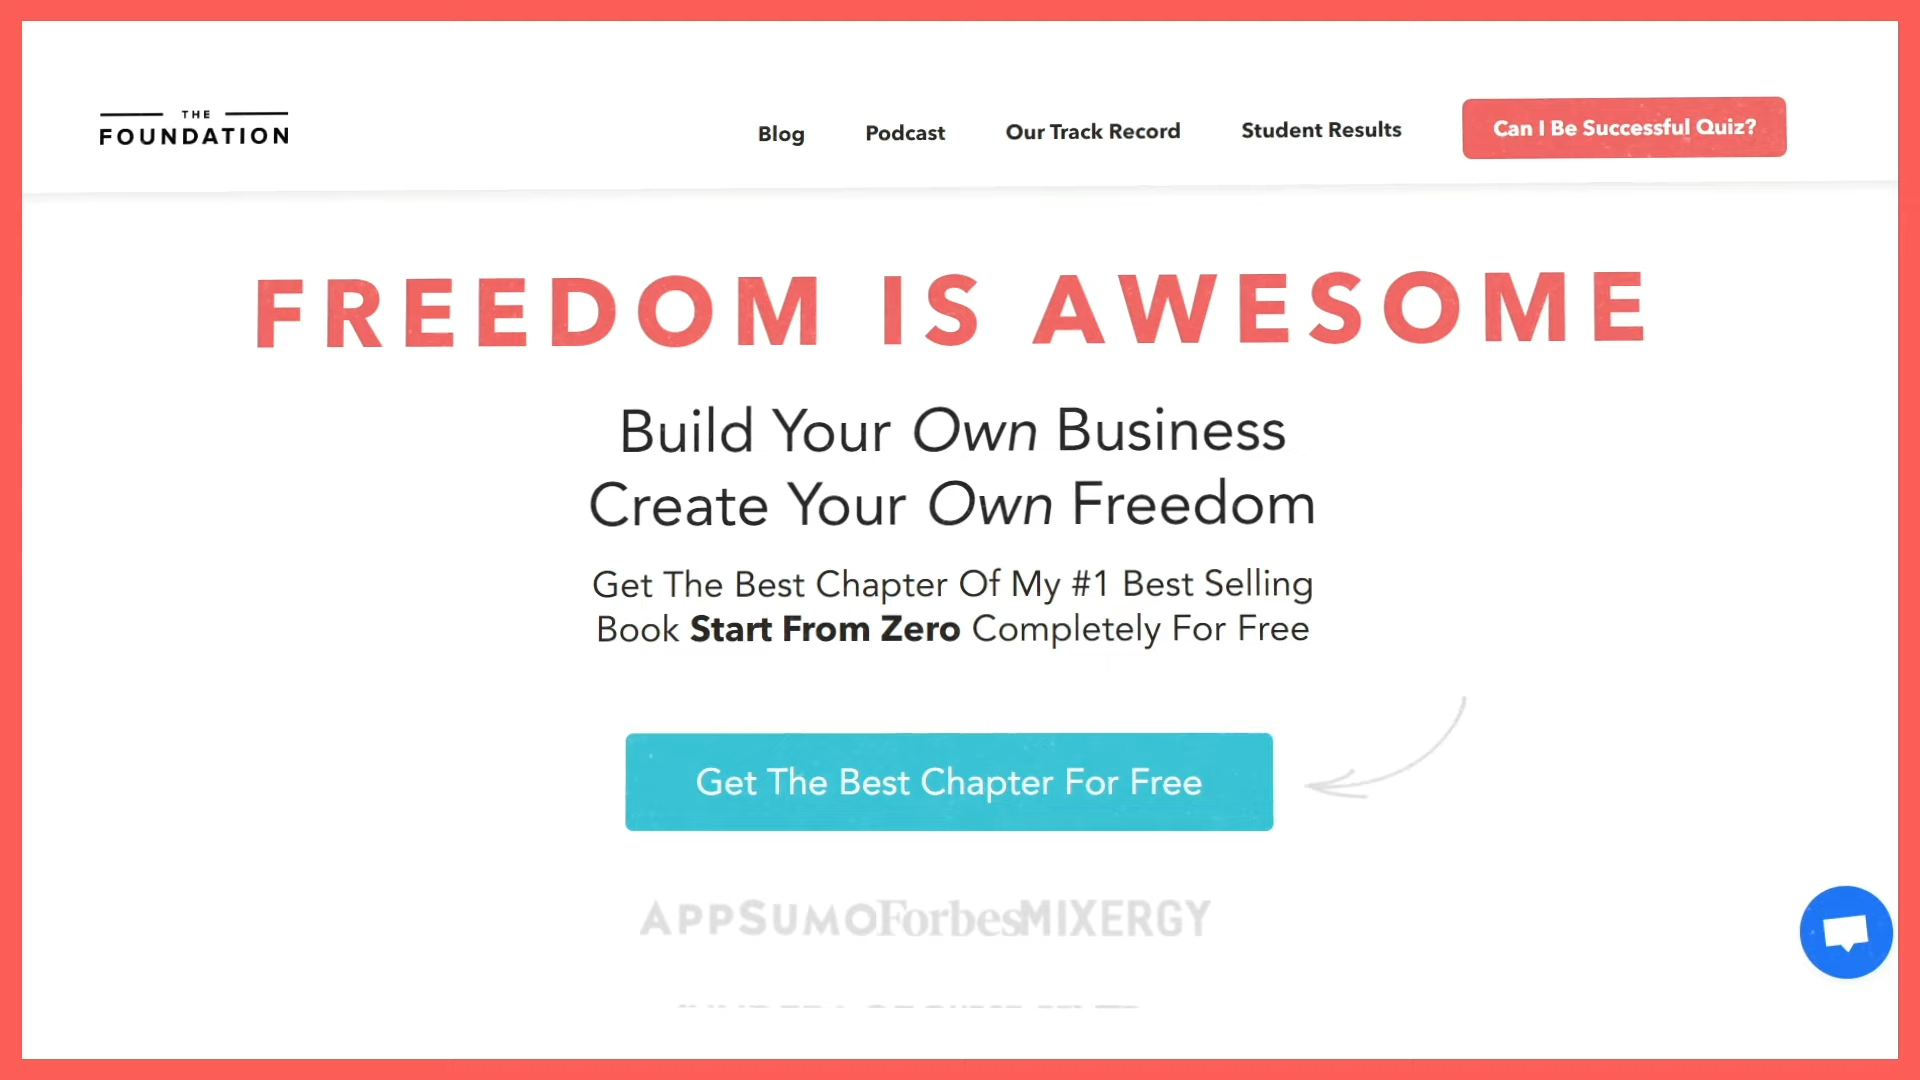 THE
FOUNDATION
Blog
Podcast
Our Track Record
Student Results
Can I Be Successful Quiz?
FREEDOM IS AWESOME
Build Your Own Business
Create Your Own Freedom
Get The Best Chapter Of My #1 Best Selling
Book Start From Zero Completely For Free
Get The Best Chapter For Free
APPSUMO
Forbes
MIXERGY